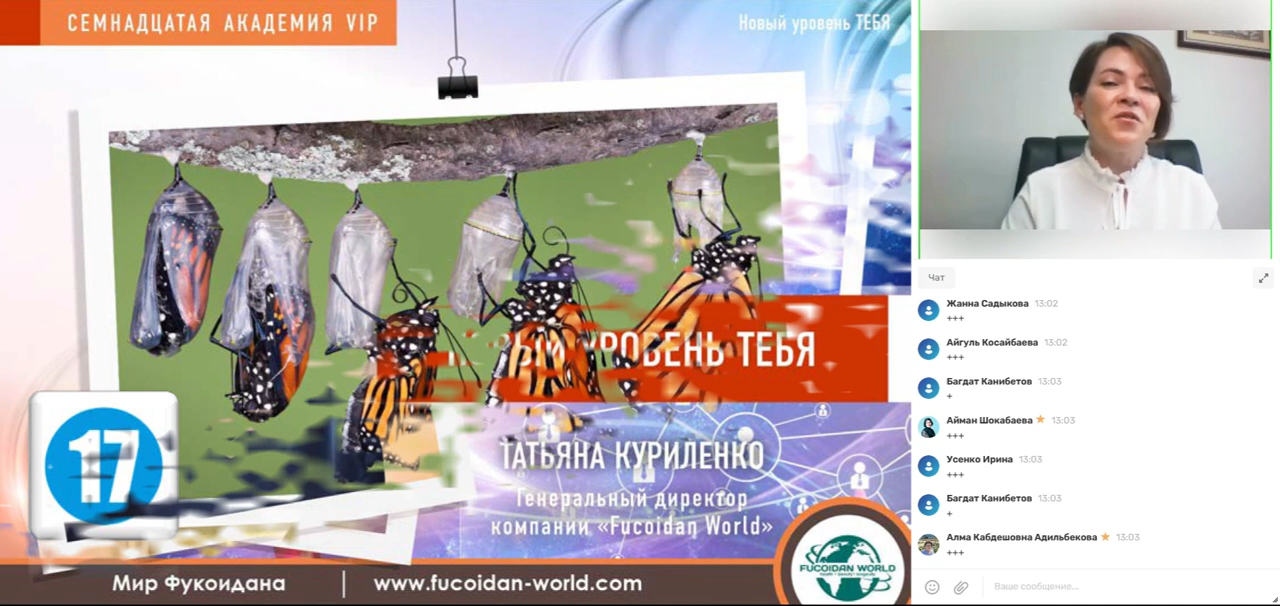 СЕМНАДЦАТАЯ АКАДЕМИЯ VIP
Новый уровень ТЕБЯ
УРОВЕНЬ ТЕБЯ
17
ТАТЬЯНА КУРИЛЕНКО
Генеральный директор
компании «Fucoidan World»
FUCOIDAN WORLD
Мир Фукоидана
www.fucoidan-world.com
Чат
Жанна Садыкова 13:02
+++
Айгуль Косайбаева 13:02
+++
Багдат Канибетов 13:03
+
Айман Шокабаева 13:03
+++
Усенко Ирина 13:03
+++
Багдат Канибетов 13:03
+
Алма Кабдешовна Адильбекова 13:03
+++
Ваше сообщение...